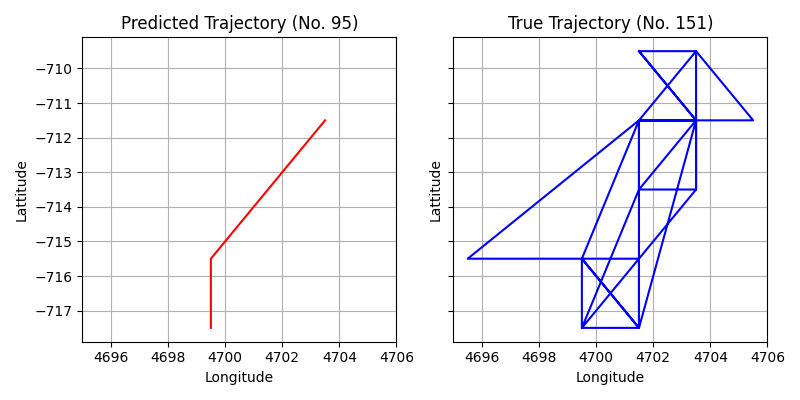 Predicted Trajectory (No. 95)
True Trajectory (No. 151)
Lattitude
−710
−711
−712
−713
−714
−715
−716
−717
4696 4698 4700 4702 4704 4706
Longitude
Lattitude
4696 4698 4700 4702 4704 4706
Longitude